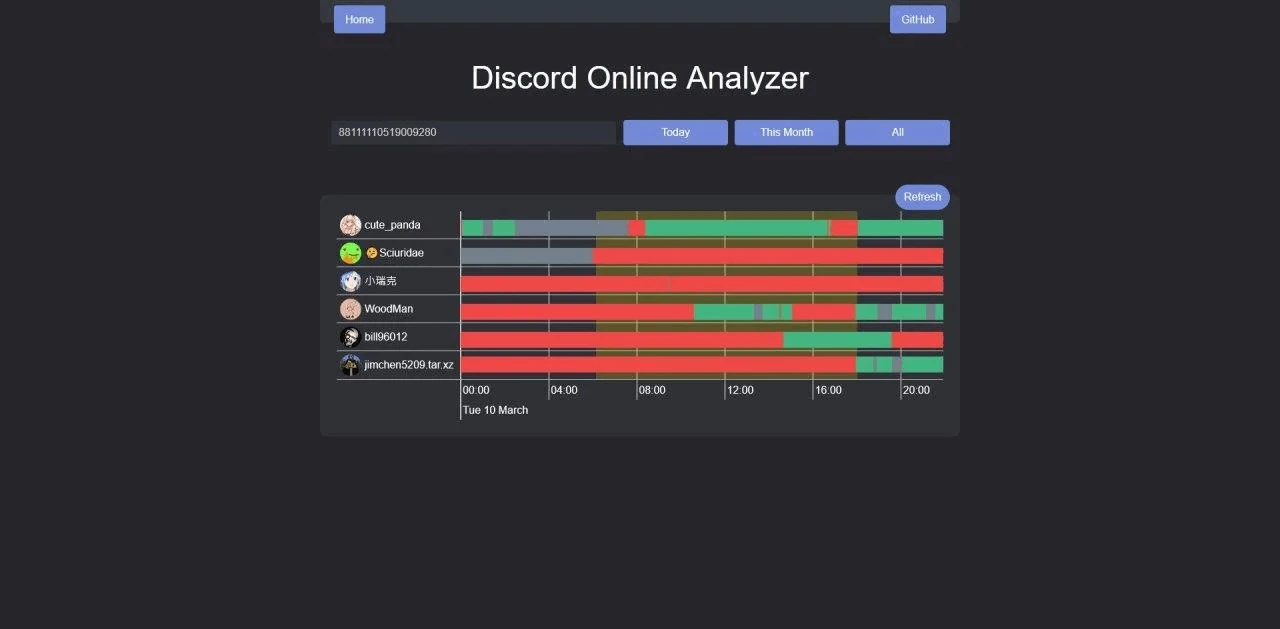 Home GitHub
Discord Online Analyzer
88111110519009280 Today This Month All
Refresh
cute_panda
🤔Sciuridae
小瑞克
WoodMan
bill96012
jimchen5209.tar.xz
00:00 04:00 08:00 12:00 16:00 20:00
Tue 10 March